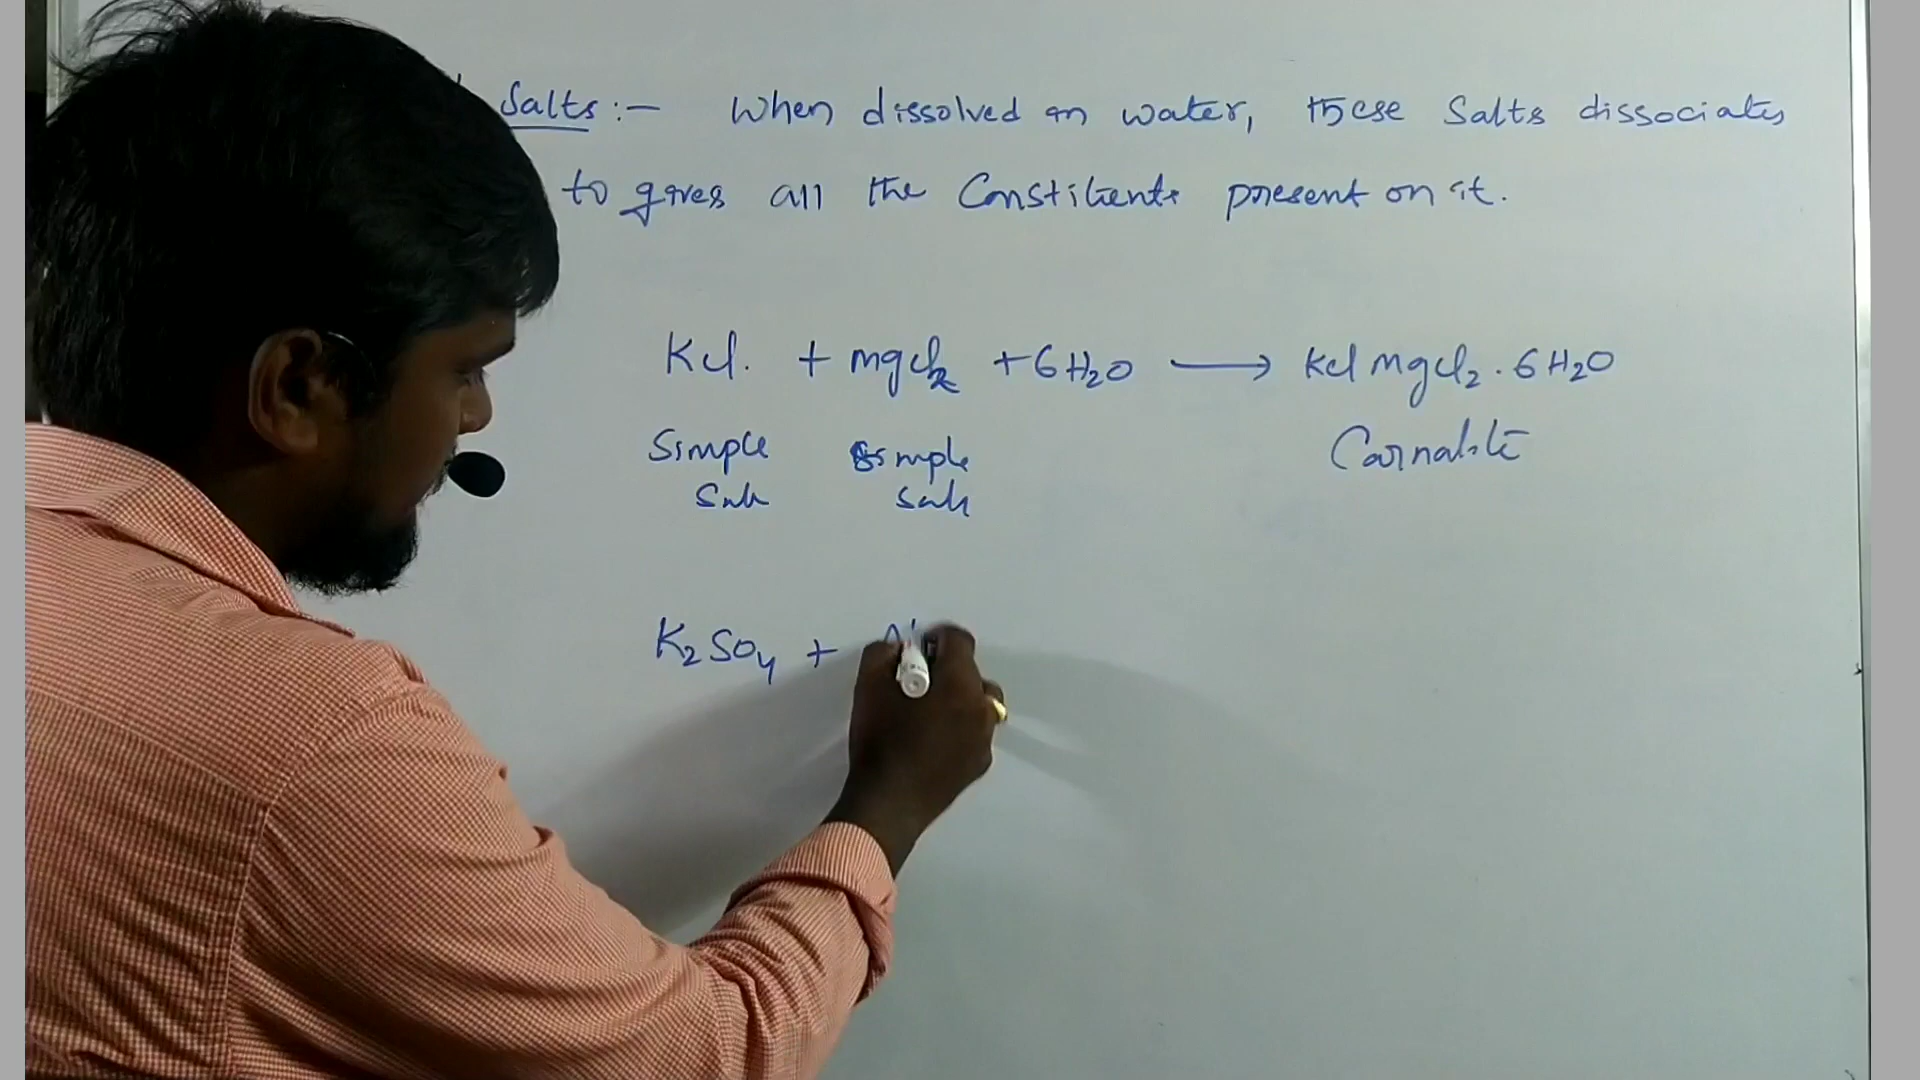 Salts :- When dissolved in water, these Salts dissociates
to gives all the Constituents present on it.
KCl. + MgCl2 + 6H2O ⟶ KCl MgCl2 . 6H2O
Simple Simple Carnalite
Salt Salt
K2SO4 + Al